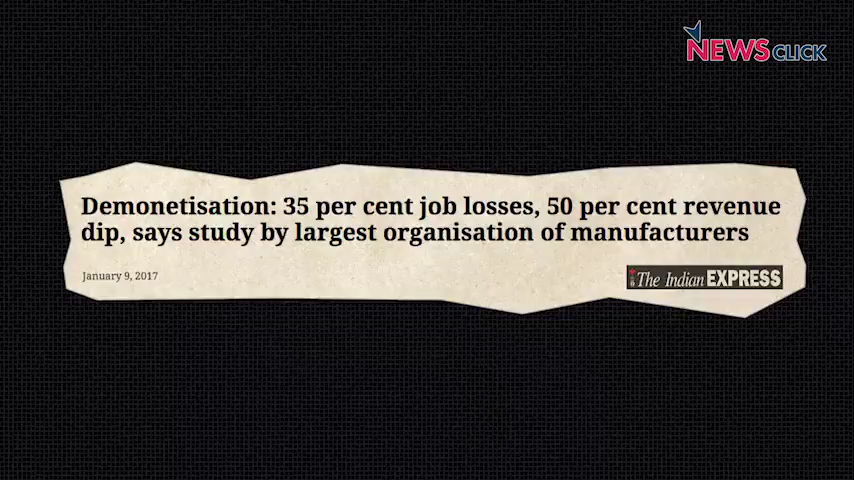 NEWSCLICK
Demonetisation: 35 per cent job losses, 50 per cent revenue
dip, says study by largest organisation of manufacturers
January 9, 2017
The Indian EXPRESS